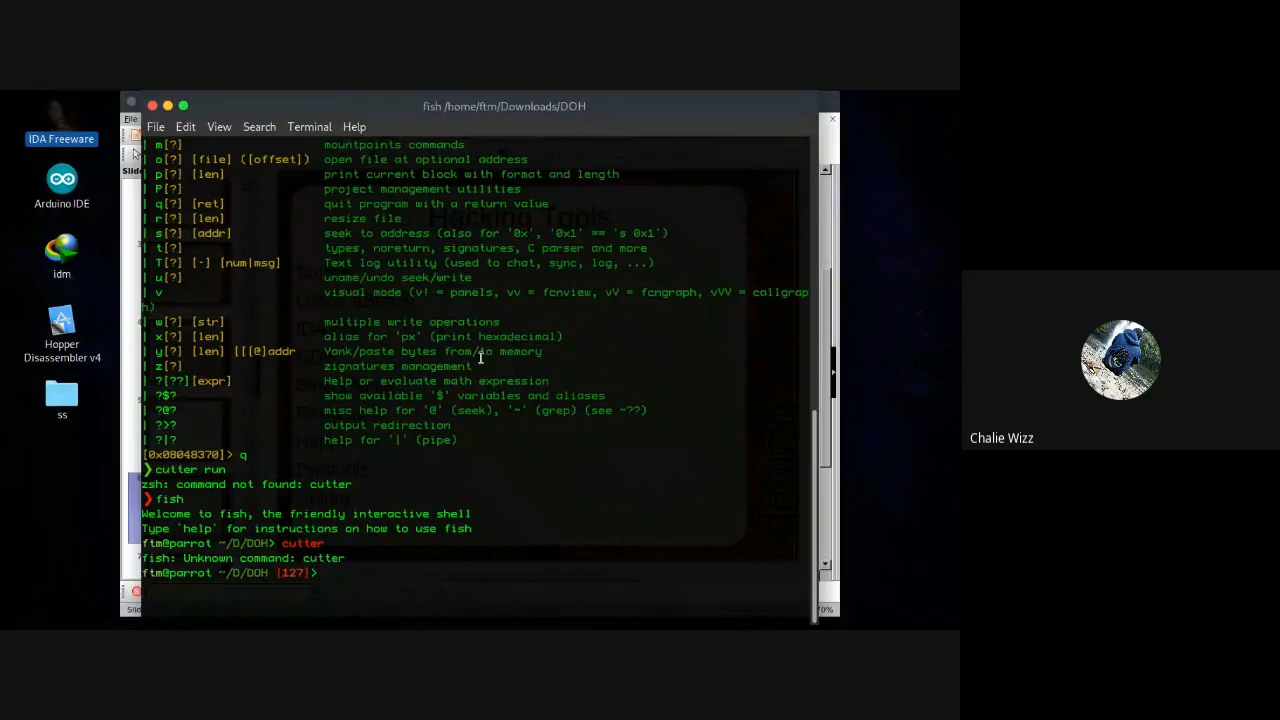 fish /home/ftm/Downloads/DOH
File Edit View Search Terminal Help
IDA Freeware
Arduino IDE
idm
Hopper
Disassembler v4
ss
File
Slid
Hacking Tools
| m[?] mountpoints commands
| o[?] [file] ([offset]) open file at optional address
| p[?] [len] print current block with format and length
| P[?] project management utilities
| q[?] [ret] quit program with a return value
| r[?] [len] resize file
| s[?] [addr] seek to address (also for '0x', '0x1' == 's 0x1')
| t[?] types, noreturn, signatures, C parser and more
| T[?] [-] [num|msg] Text log utility (used to chat, sync, log, ...)
| u[?] uname/undo seek/write
| v visual mode (v! = panels, vv = fcnview, vV = fcngraph, vVV = callgrap
h)
| w[?] [str] multiple write operations
| x[?] [len] alias for 'px' (print hexadecimal)
| y[?] [len] [[[@]addr Yank/paste bytes from/to memory
| z[?] zignatures management
| ?[??][expr] Help or evaluate math expression
| ?$? show available '$' variables and aliases
| ?@? misc help for '@' (seek), '~' (grep) (see ~??)
| ?>? output redirection
| ?|? help for '|' (pipe)
[0x08048370]> q
❯ cutter run
zsh: command not found: cutter
❯ fish
Welcome to fish, the friendly interactive shell
Type `help` for instructions on how to use fish
ftm@parrot ~/D/DOH> cutter
fish: Unknown command: cutter
ftm@parrot ~/D/DOH [127]>
Slid
Chalie Wizz